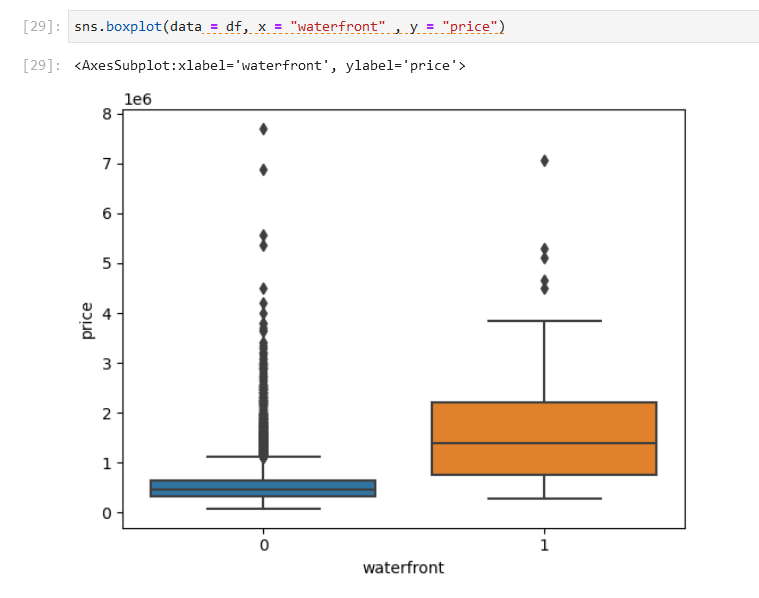 [29]: sns.boxplot(data = df, x = "waterfront" , y = "price")
[29]: <AxesSubplot:xlabel='waterfront', ylabel='price'>
1e6
8
7
6
5
4
3
2
1
0
price
0 1
waterfront